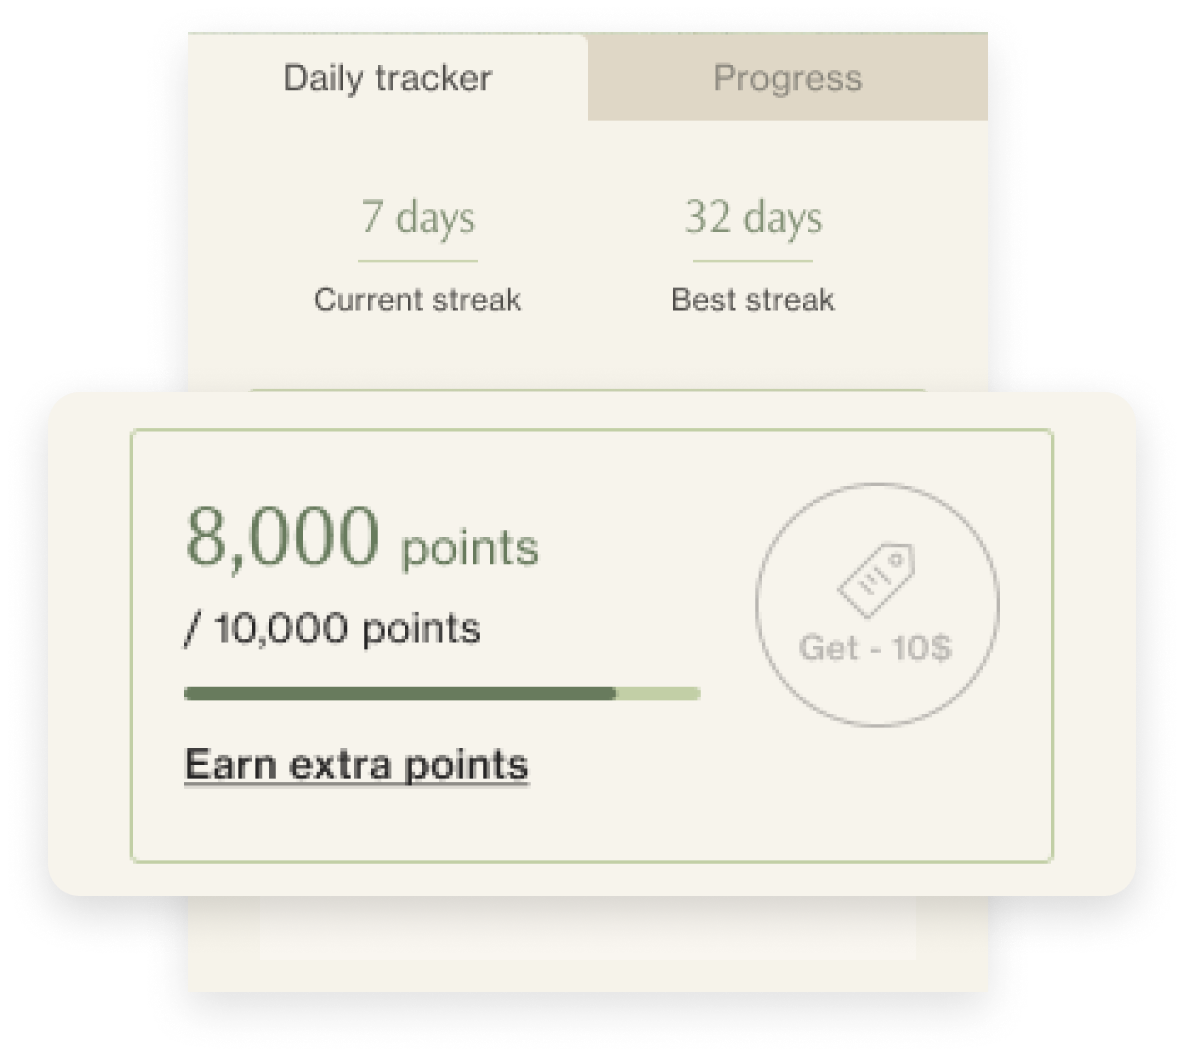 Daily tracker
Progress
7 days
32 days
Current streak
Best streak
8,000 points
/ 10,000 points
Get - 10$
Earn extra points